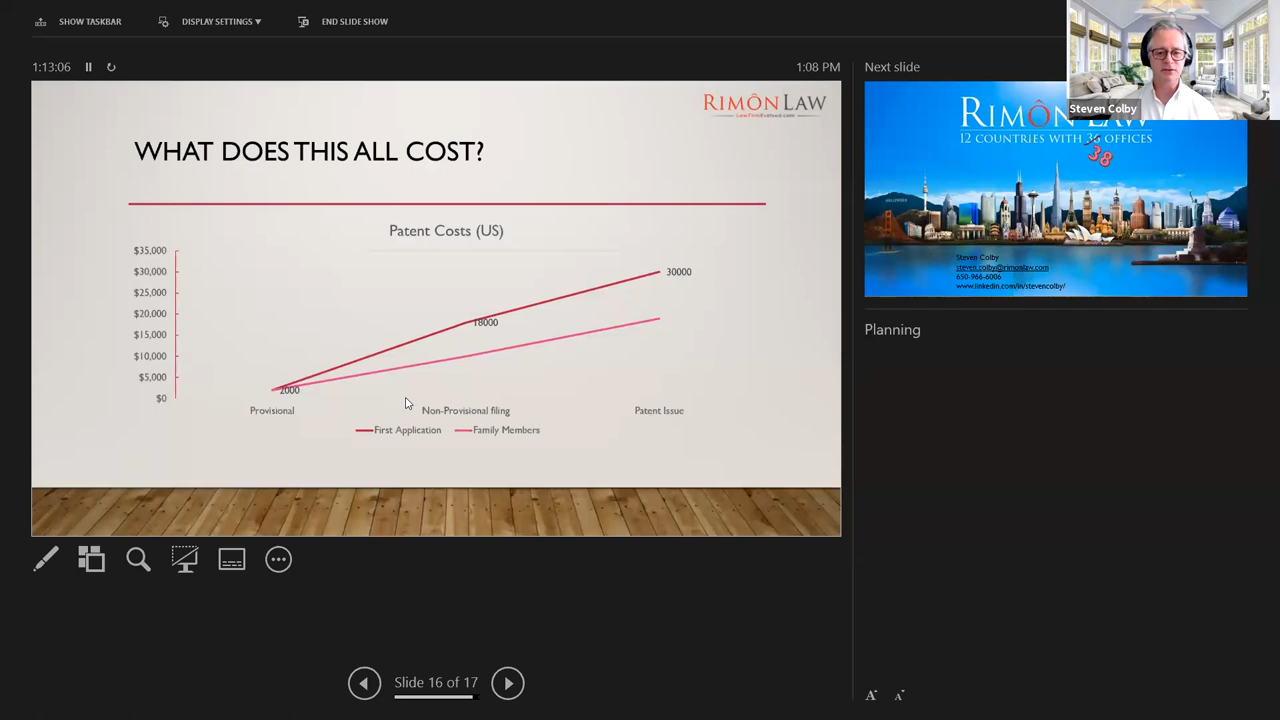 SHOW TASKBAR
DISPLAY SETTINGS ▼
END SLIDE SHOW
1:13:06
1:08 PM
RIMÔN LAW
LawFirmEvolved.com
WHAT DOES THIS ALL COST?
Patent Costs (US)
$35,000
$30,000
$25,000
$20,000
$15,000
$10,000
$5,000
$0
30000
18000
2000
Provisional
Non-Provisional filing
Patent Issue
First Application
Family Members
Slide 16 of 17
Next slide
Steven Colby
RIMÔN LAW
12 COUNTRIES WITH 36 OFFICES
38
Steven Colby
steven.colby@rimonlaw.com
650-966-6006
www.linkedin.com/in/stevencolby/
Planning
A
A